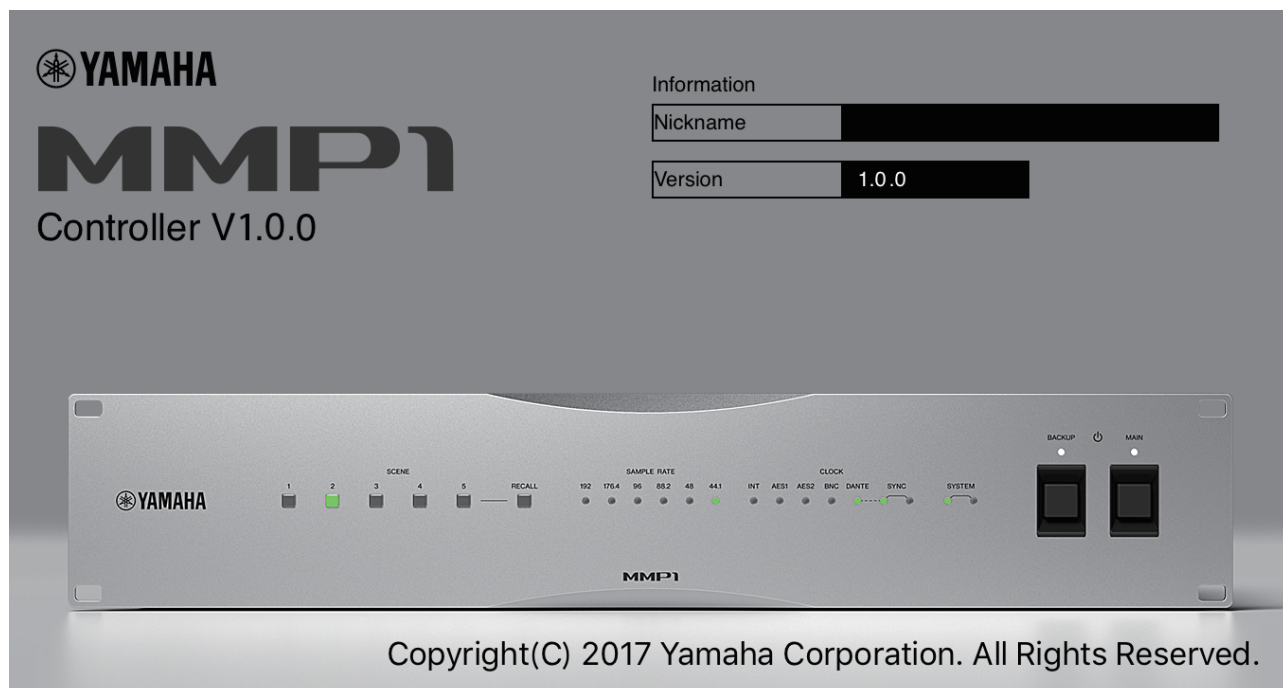 YAMAHA
MMP1
Controller V1.0.0
Information
Nickname
Version 1.0.0
BACKUP MAIN
SCENE SAMPLE RATE CLOCK
1 2 3 4 5 RECALL 192 176.4 96 88.2 48 44.1 INT AES1 AES2 BNC DANTE SYNC SYSTEM
YAMAHA
MMP1
Copyright(C) 2017 Yamaha Corporation. All Rights Reserved.